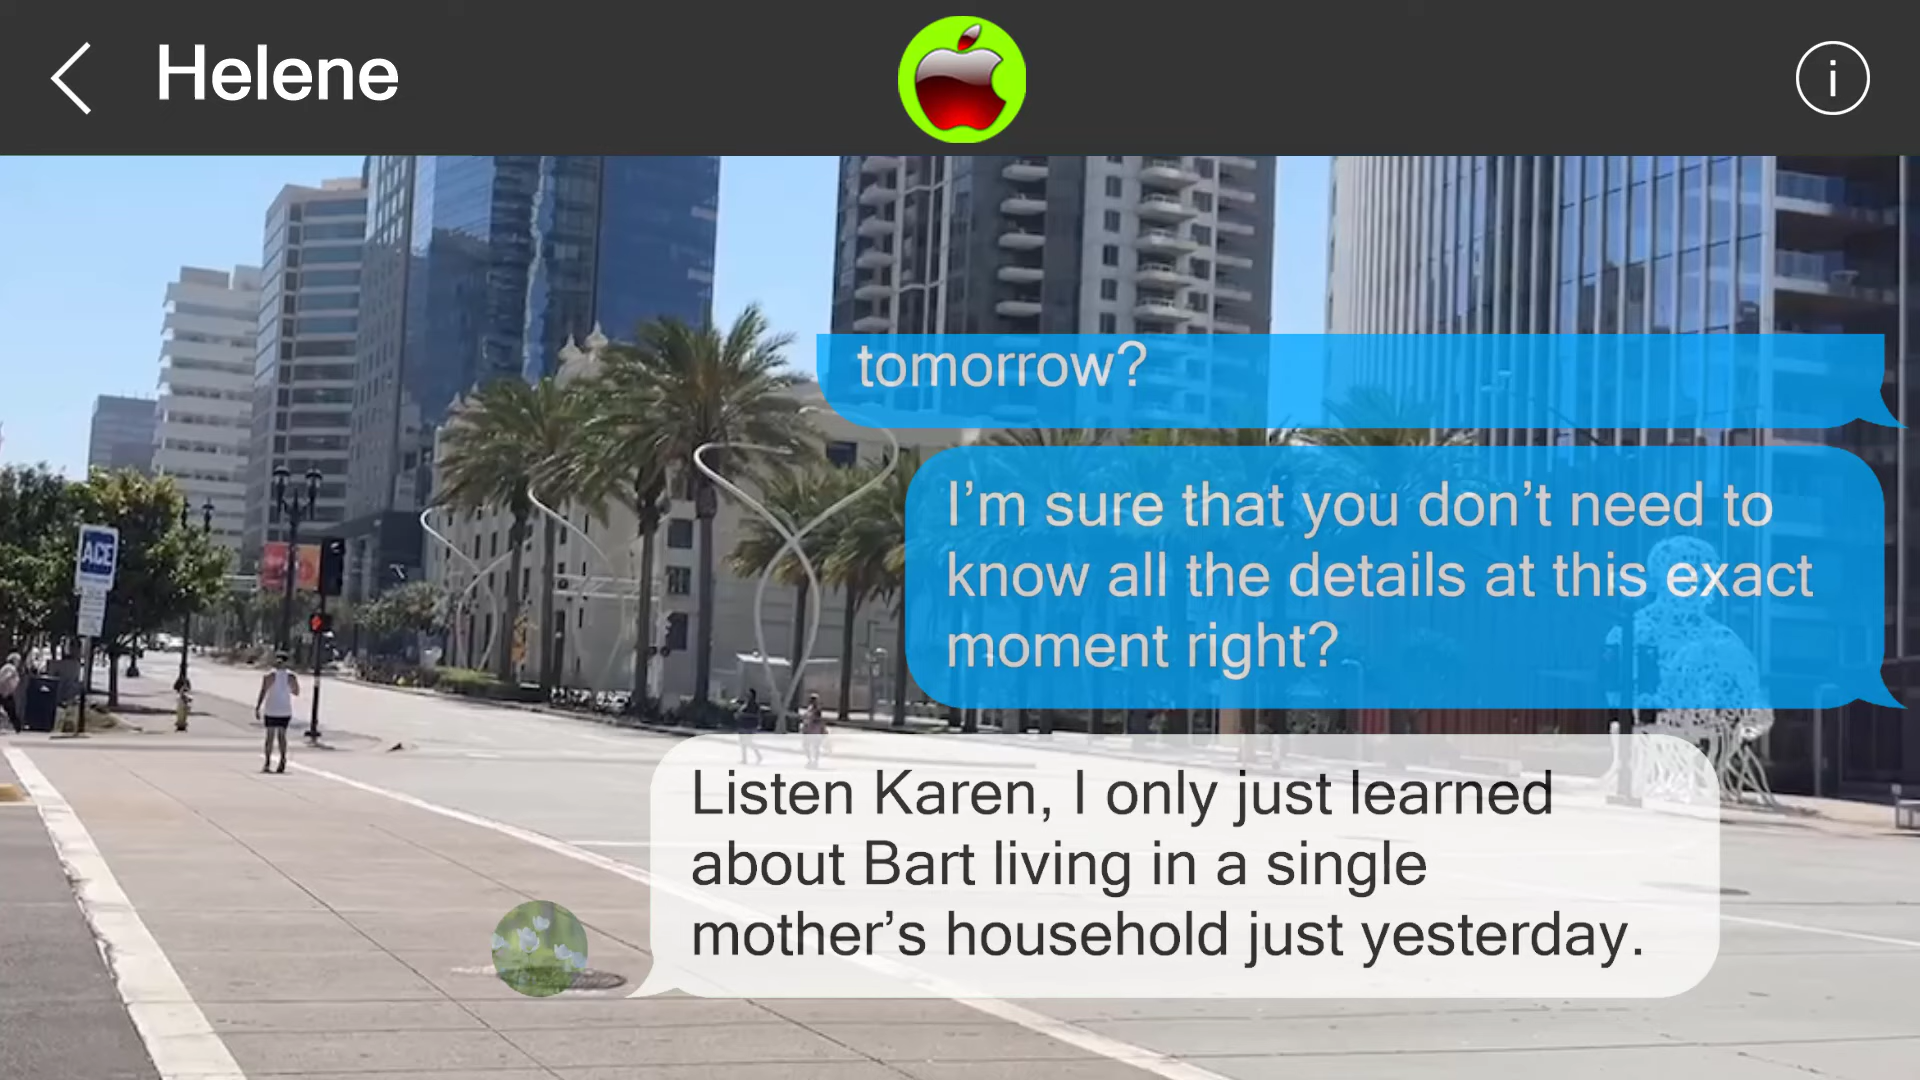 Helene
tomorrow?
I’m sure that you don’t need to
know all the details at this exact
moment right?
Listen Karen, I only just learned
about Bart living in a single
mother’s household just yesterday.
ACE